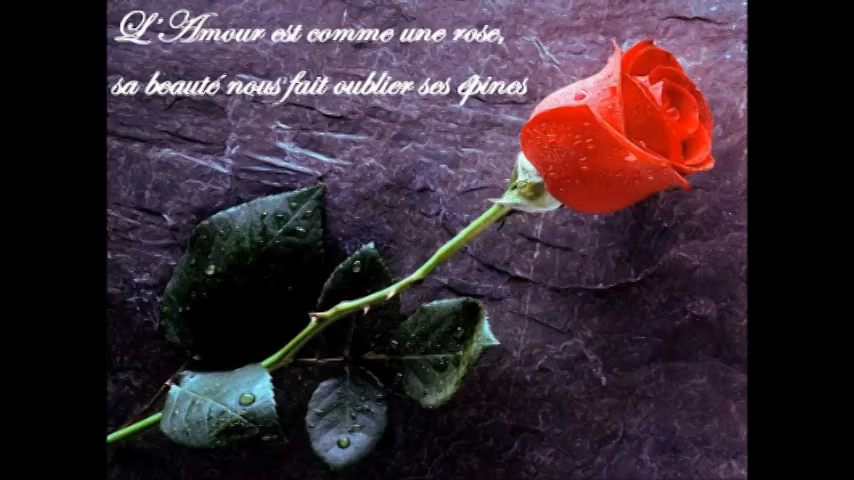 L'Amour est comme une rose,
sa beauté nous fait oublier ses épines